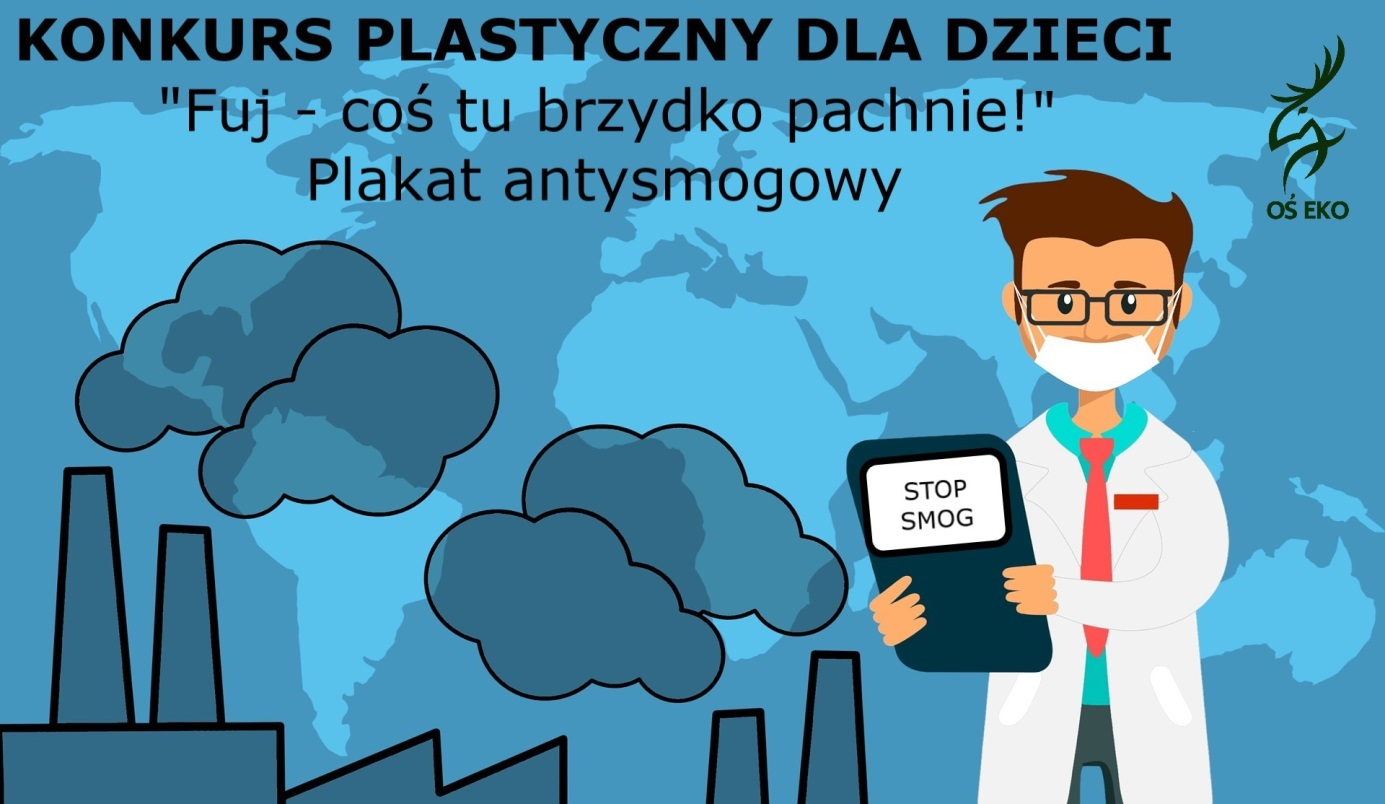 KONKURS PLASTYCZNY DLA DZIECI
"Fuj - coś tu brzydko pachnie!"
Plakat antysmogowy
OŚ EKO
STOP
SMOG